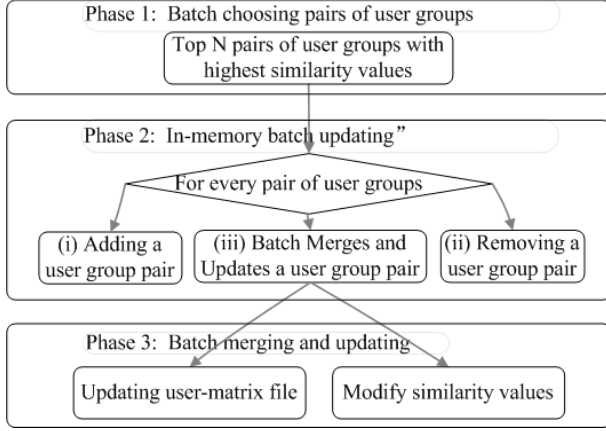 Phase 1:  Batch choosing pairs of user groups
Top N pairs of user groups with
highest similarity values
Phase 2:  In-memory batch updating”
For every pair of user groups
(i) Adding a
user group pair
(iii) Batch Merges and
Updates a user group pair
(ii) Removing a
user group pair
Phase 3:  Batch merging and updating
Updating user-matrix file
Modify similarity values